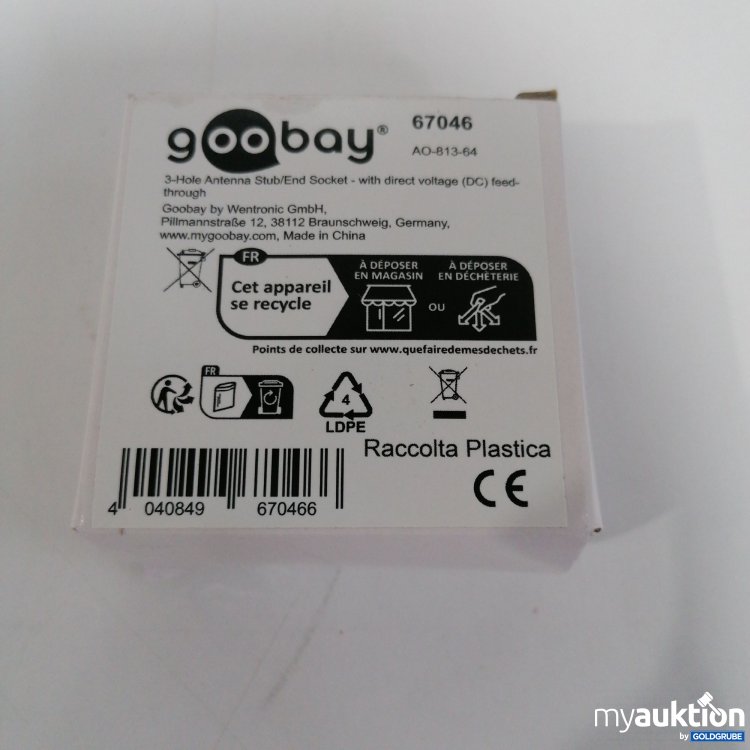 goobay®
67046
AO-813-64
3-Hole Antenna Stub/End Socket - with direct voltage (DC) feed-
through
Goobay by Wentronic GmbH,
Pillmannstraße 12, 38112 Braunschweig, Germany,
www.mygoobay.com, Made in China
FR
Cet appareil
se recycle
À DÉPOSER
EN MAGASIN
OU
À DÉPOSER
EN DÉCHÈTERIE
Points de collecte sur www.quefairedemesdechets.fr
FR
4
LDPE
Raccolta Plastica
4 040849 670466
CE
myauktion
by GOLDGRUBE